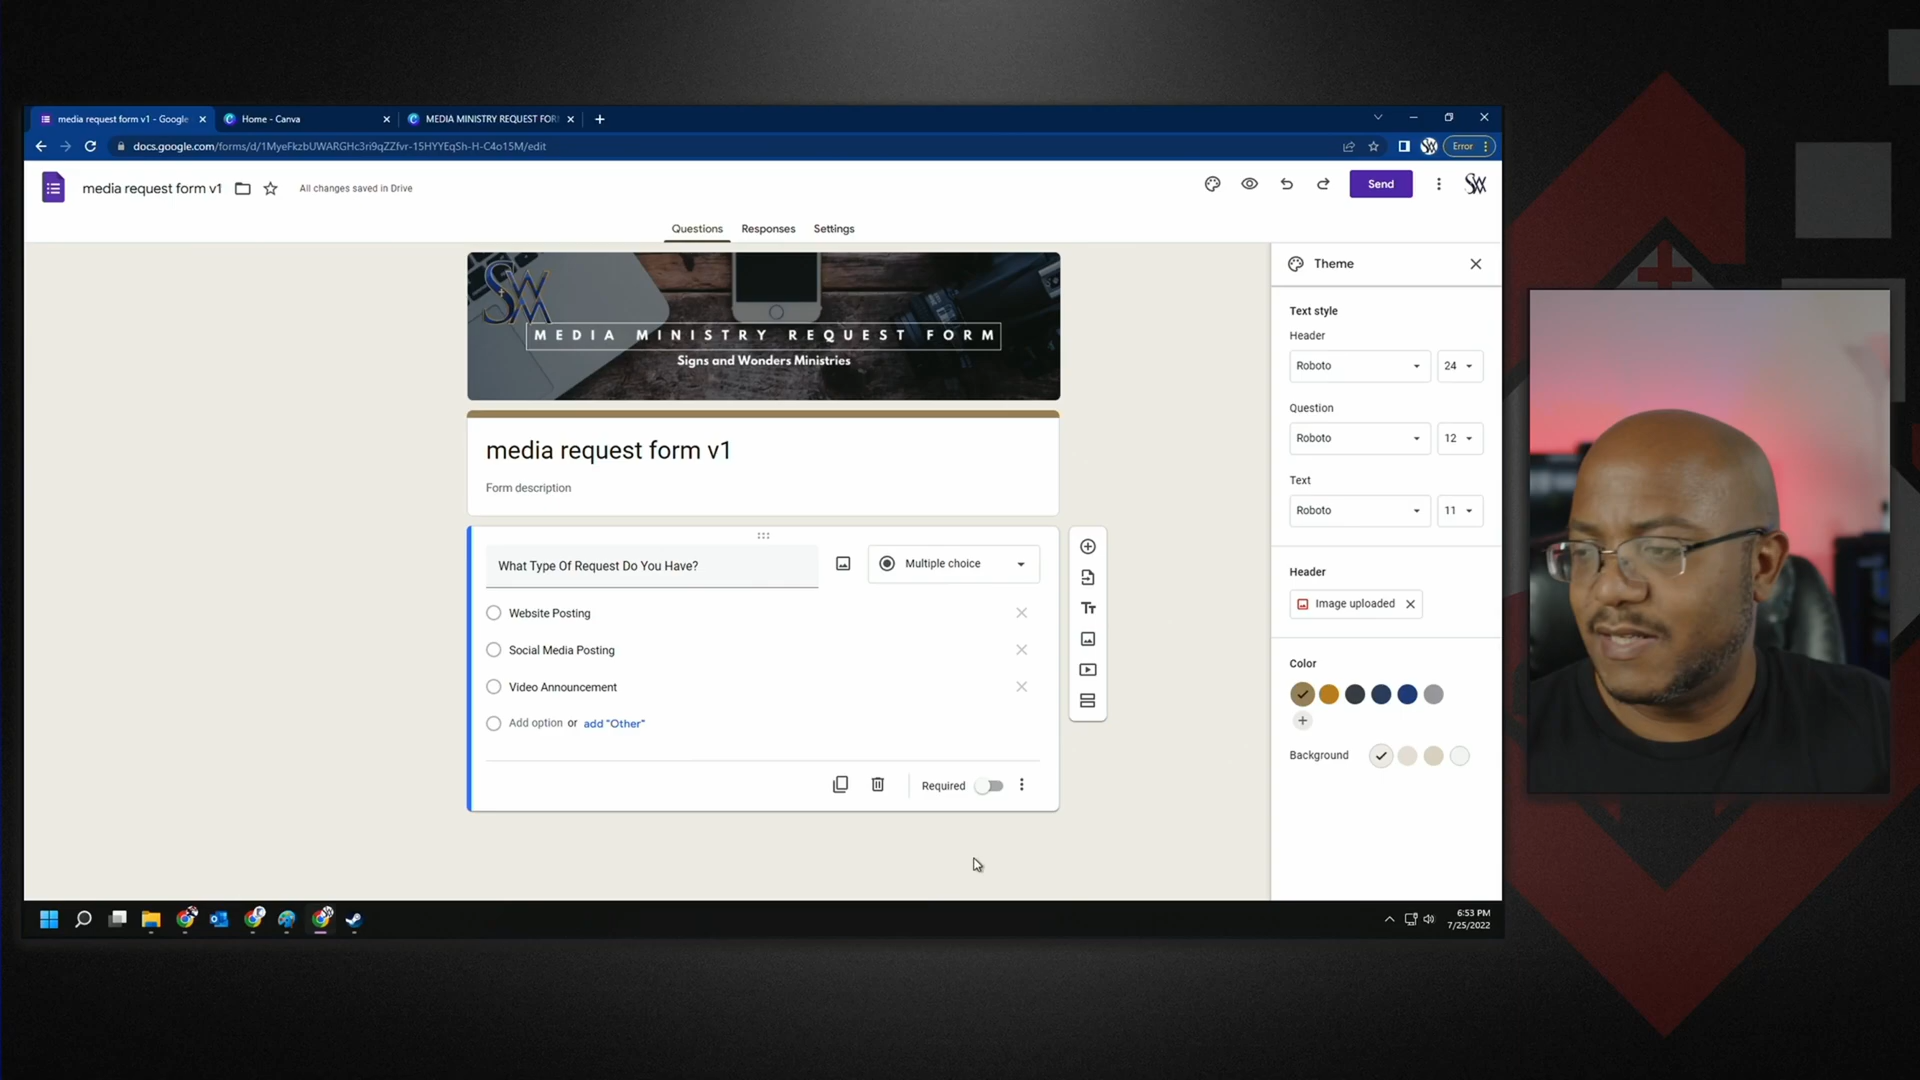 media request form v1 - Google
Home - Canva
MEDIA MINISTRY REQUEST FOR
docs.google.com/forms/d/1MyeFkzbUWARGHc3ri9qZZfvr-15HYYEqSh-H-C4o15M/edit
Error
media request form v1
All changes saved in Drive
Send
SW
Questions
Responses
Settings
SWM
MEDIA MINISTRY REQUEST FORM
Signs and Wonders Ministries
media request form v1
Form description
What Type Of Request Do You Have?
Multiple choice
Website Posting
Social Media Posting
Video Announcement
Add option or add "Other"
Required
Tт
Theme
Text style
Header
Roboto
24
Question
Roboto
12
Text
Roboto
11
Header
Image uploaded
Color
Background
6:53 PM
7/25/2022